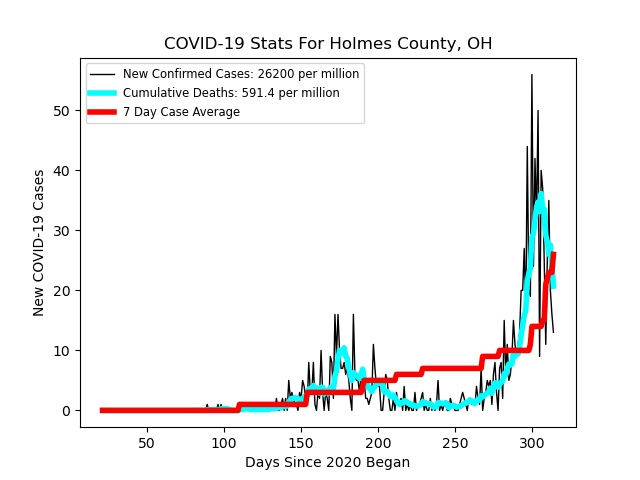 COVID-19 Stats For Holmes County, OH
New Confirmed Cases: 26200 per million
Cumulative Deaths: 591.4 per million
7 Day Case Average
New COVID-19 Cases
50
40
30
20
10
0
50 100 150 200 250 300
Days Since 2020 Began